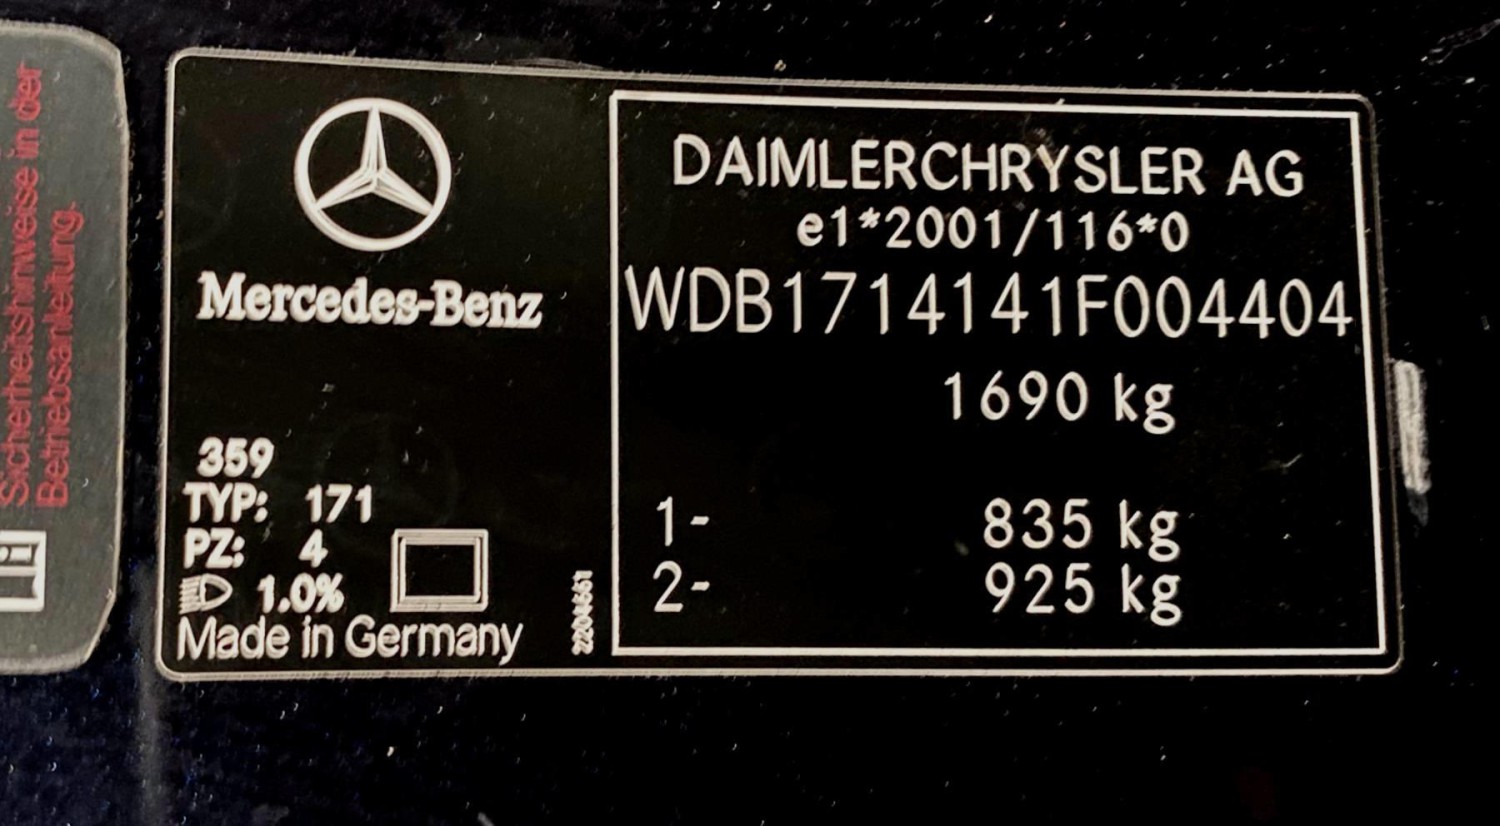 Sicherheitshinweise in der
Betriebsanleitung.
Mercedes-Benz
359
TYP: 171
PZ: 4
1.0%
Made in Germany
2204661
DAIMLERCHRYSLER AG
e1*2001/116*0
WDB1714141F004404
1690 kg
1- 835 kg
2- 925 kg